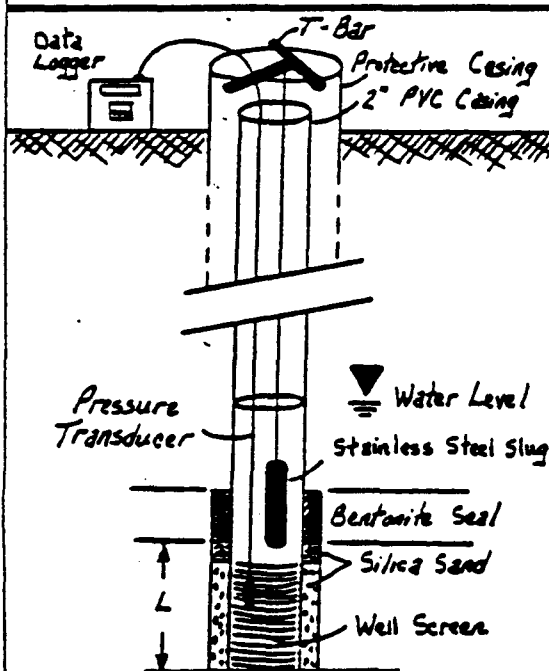 T-Bar
Data
Logger
Protective Casing
2" PVC Casing
Water Level
Pressure
Transducer
Stainless Steel Slug
Bentonite Seal
Silica Sand
L
Well Screen